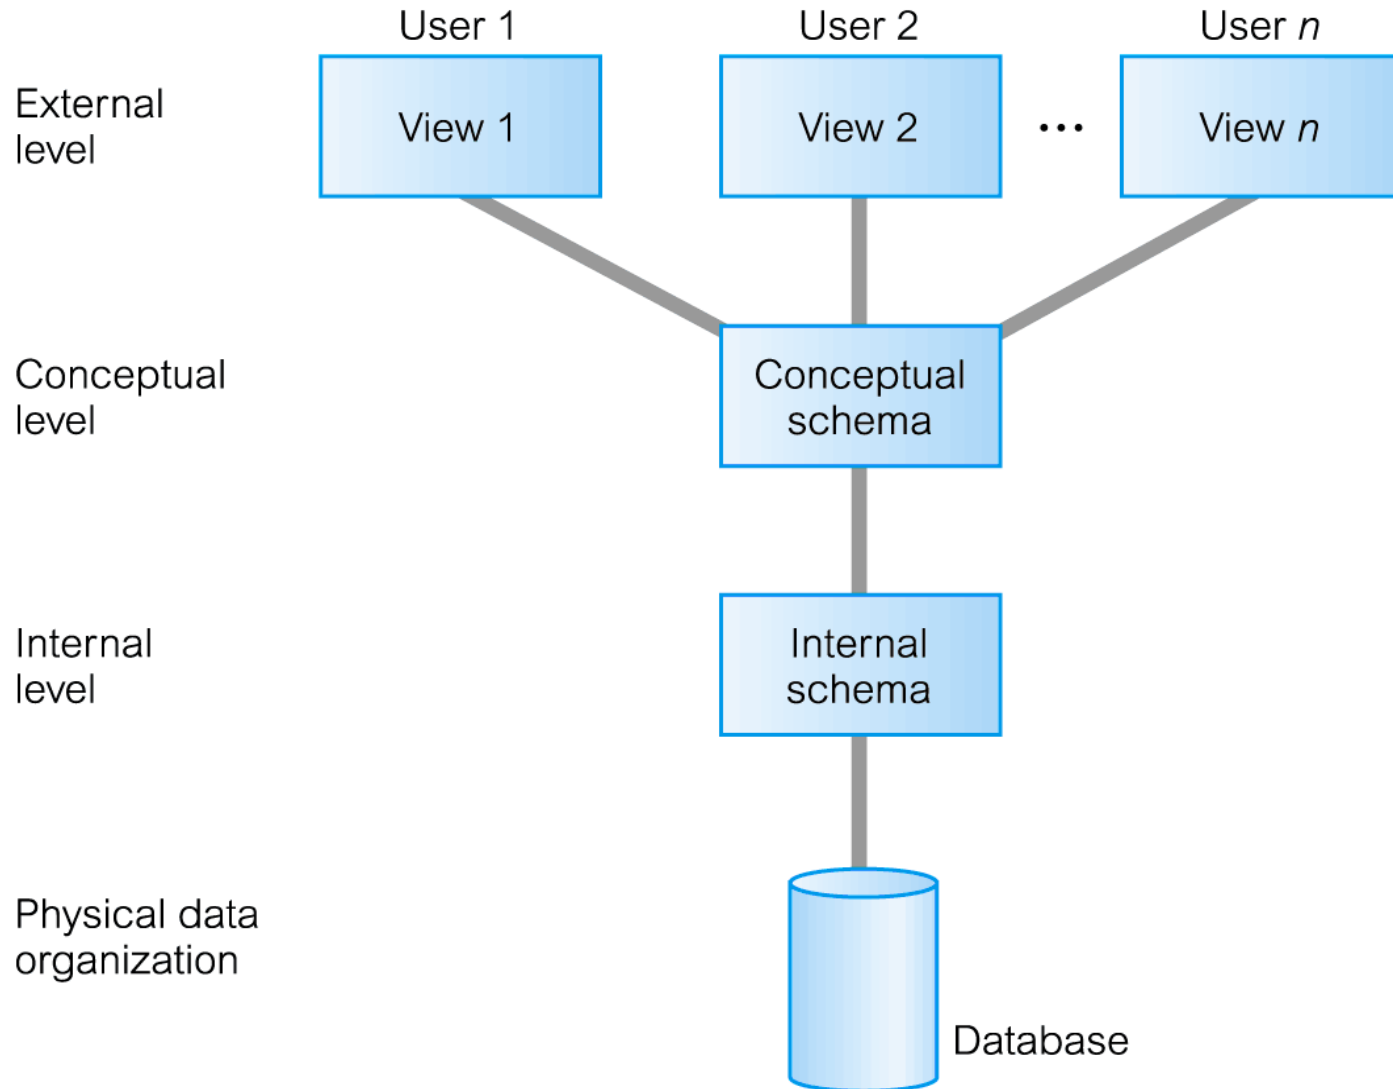 User 1
User 2
User n
External
level
View 1
View 2
...
View n
Conceptual
level
Conceptual
schema
Internal
level
Internal
schema
Physical data
organization
Database